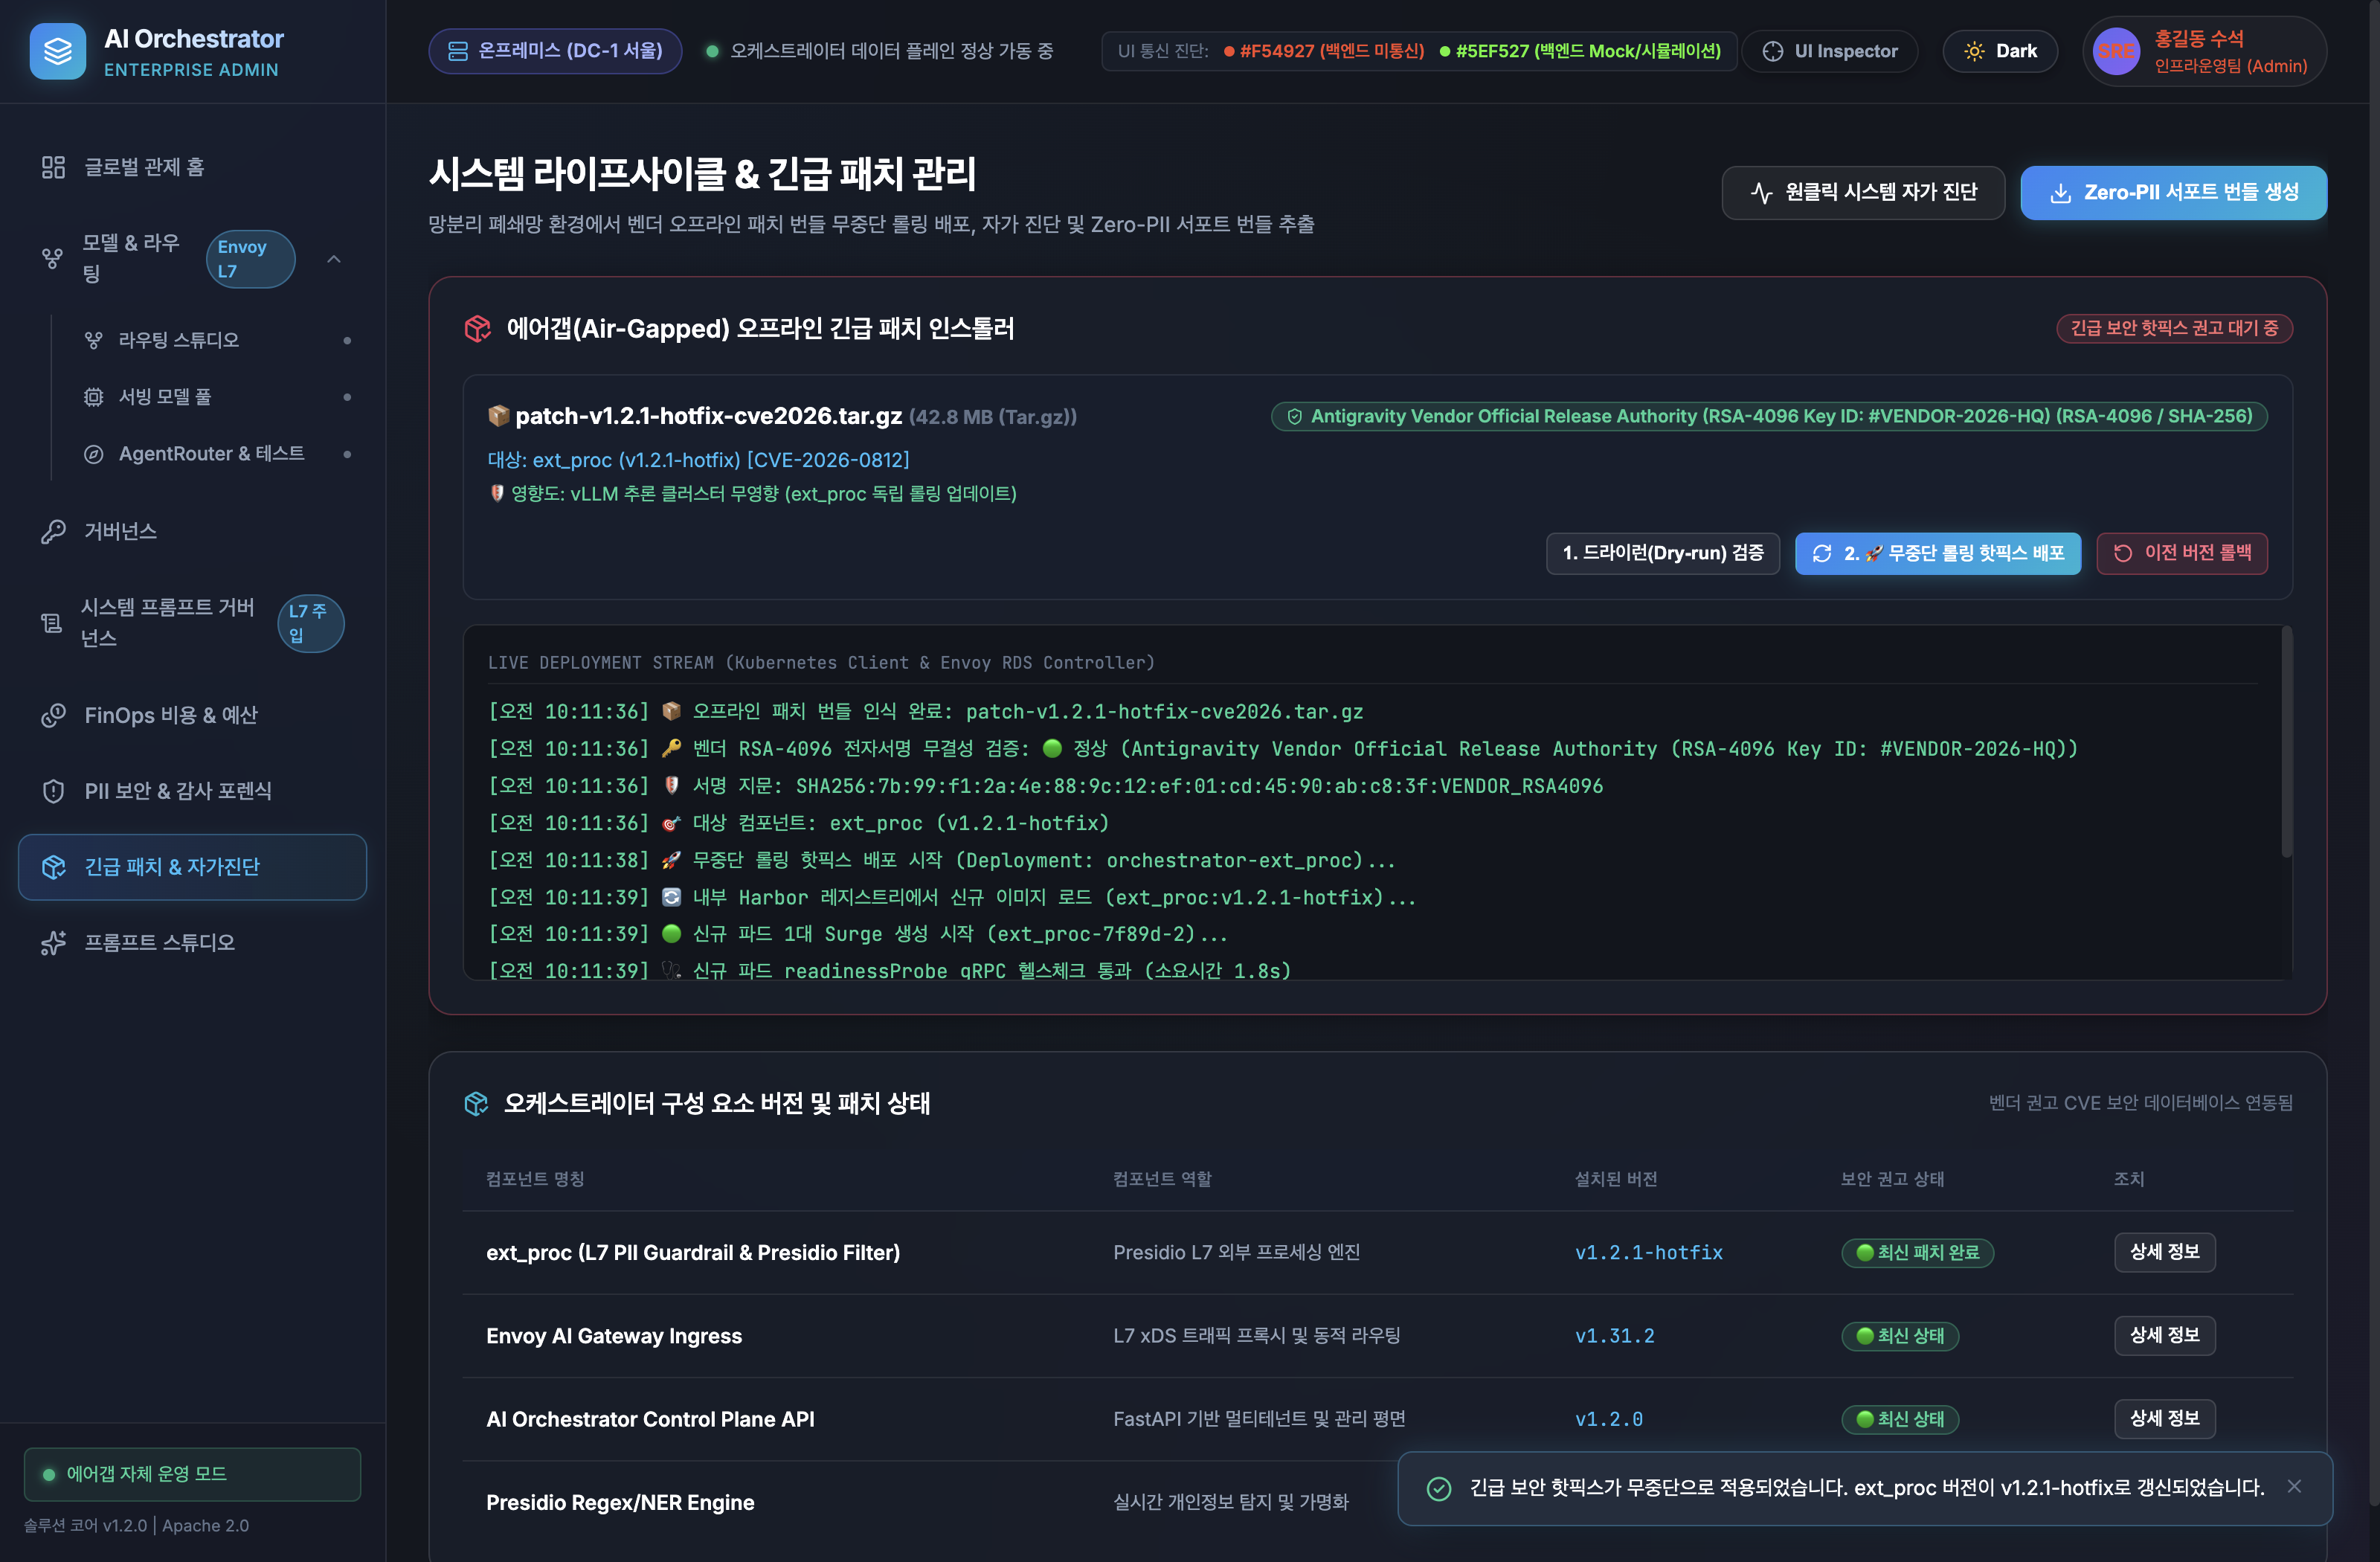 AI Orchestrator
ENTERPRISE ADMIN
글로벌 관제 홈
모델 & 라우
팅
Envoy
L7
라우팅 스튜디오
서빙 모델 풀
AgentRouter & 테스트
거버넌스
시스템 프롬프트 거버
넌스
L7 주
입
FinOps 비용 & 예산
PII 보안 & 감사 포렌식
긴급 패치 & 자가진단
프롬프트 스튜디오
에어갭 자체 운영 모드
솔루션 코어 v1.2.0 | Apache 2.0
온프레미스 (DC-1 서울)
오케스트레이터 데이터 플레인 정상 가동 중
UI 통신 진단: #F54927 (백엔드 미통신) #5EF527 (백엔드 Mock/시뮬레이션)
UI Inspector
Dark
SRE
홍길동 수석
인프라운영팀 (Admin)
시스템 라이프사이클 & 긴급 패치 관리
망분리 폐쇄망 환경에서 벤더 오프라인 패치 번들 무중단 롤링 배포, 자가 진단 및 Zero-PII 서포트 번들 추출
원클릭 시스템 자가 진단
Zero-PII 서포트 번들 생성
에어갭(Air-Gapped) 오프라인 긴급 패치 인스톨러
긴급 보안 핫픽스 권고 대기 중
📦 patch-v1.2.1-hotfix-cve2026.tar.gz (42.8 MB (Tar.gz))
Antigravity Vendor Official Release Authority (RSA-4096 Key ID: #VENDOR-2026-HQ) (RSA-4096 / SHA-256)
대상: ext_proc (v1.2.1-hotfix) [CVE-2026-0812]
🛡️ 영향도: vLLM 추론 클러스터 무영향 (ext_proc 독립 롤링 업데이트)
1. 드라이런(Dry-run) 검증
2. 🚀 무중단 롤링 핫픽스 배포
이전 버전 롤백
LIVE DEPLOYMENT STREAM (Kubernetes Client & Envoy RDS Controller)
[오전 10:11:36] 📦 오프라인 패치 번들 인식 완료: patch-v1.2.1-hotfix-cve2026.tar.gz
[오전 10:11:36] 🔑 벤더 RSA-4096 전자서명 무결성 검증: 🟢 정상 (Antigravity Vendor Official Release Authority (RSA-4096 Key ID: #VENDOR-2026-HQ))
[오전 10:11:36] 🛡️ 서명 지문: SHA256:7b:99:f1:2a:4e:88:9c:12:ef:01:cd:45:90:ab:c8:3f:VENDOR_RSA4096
[오전 10:11:36] 🎯 대상 컴포넌트: ext_proc (v1.2.1-hotfix)
[오전 10:11:38] 🚀 무중단 롤링 핫픽스 배포 시작 (Deployment: orchestrator-ext_proc)...
[오전 10:11:39] 🔄 내부 Harbor 레지스트리에서 신규 이미지 로드 (ext_proc:v1.2.1-hotfix)...
[오전 10:11:39] 🟢 신규 파드 1대 Surge 생성 시작 (ext_proc-7f89d-2)...
[오전 10:11:39] 🩺 신규 파드 readinessProbe gRPC 헬스체크 통과 (소요시간 1.8s)
오케스트레이터 구성 요소 버전 및 패치 상태
벤더 권고 CVE 보안 데이터베이스 연동됨
컴포넌트 명칭 컴포넌트 역할 설치된 버전 보안 권고 상태 조치
ext_proc (L7 PII Guardrail & Presidio Filter) Presidio L7 외부 프로세싱 엔진 v1.2.1-hotfix 🟢 최신 패치 완료 상세 정보
Envoy AI Gateway Ingress L7 xDS 트래픽 프록시 및 동적 라우팅 v1.31.2 🟢 최신 상태 상세 정보
AI Orchestrator Control Plane API FastAPI 기반 멀티테넌트 및 관리 평면 v1.2.0 🟢 최신 상태 상세 정보
Presidio Regex/NER Engine 실시간 개인정보 탐지 및 가명화
긴급 보안 핫픽스가 무중단으로 적용되었습니다. ext_proc 버전이 v1.2.1-hotfix로 갱신되었습니다.